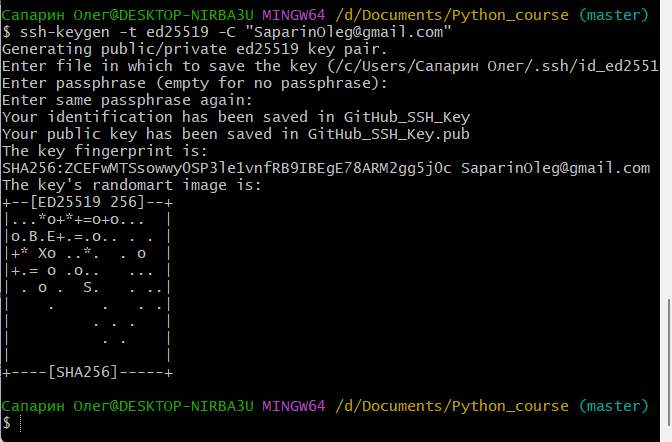 Сапарин Олег@DESKTOP-NIRBA3U MINGW64 /d/Documents/Python_course (master)
$ ssh-keygen -t ed25519 -C "SaparinOleg@gmail.com"
Generating public/private ed25519 key pair.
Enter file in which to save the key (/c/Users/Сапарин Олег/.ssh/id_ed2551
Enter passphrase (empty for no passphrase):
Enter same passphrase again:
Your identification has been saved in GitHub_SSH_Key
Your public key has been saved in GitHub_SSH_Key.pub
The key fingerprint is:
SHA256:ZCEFwMTSsowwyOSP3le1vnfRB9IBEgE78ARM2gg5jOc SaparinOleg@gmail.com
The key's randomart image is:
+--[ED25519 256]--+
|...*o+*+=o+o...  |
|o.B.E+.=.o.. . . |
|+* Xo ..*.  . o  |
|+.= o .o..   ... |
| . o .  S.   . ..|
|    .     .   . .|
|         . . .   |
|          . .    |
|                 |
+----[SHA256]-----+
Сапарин Олег@DESKTOP-NIRBA3U MINGW64 /d/Documents/Python_course (master)
$